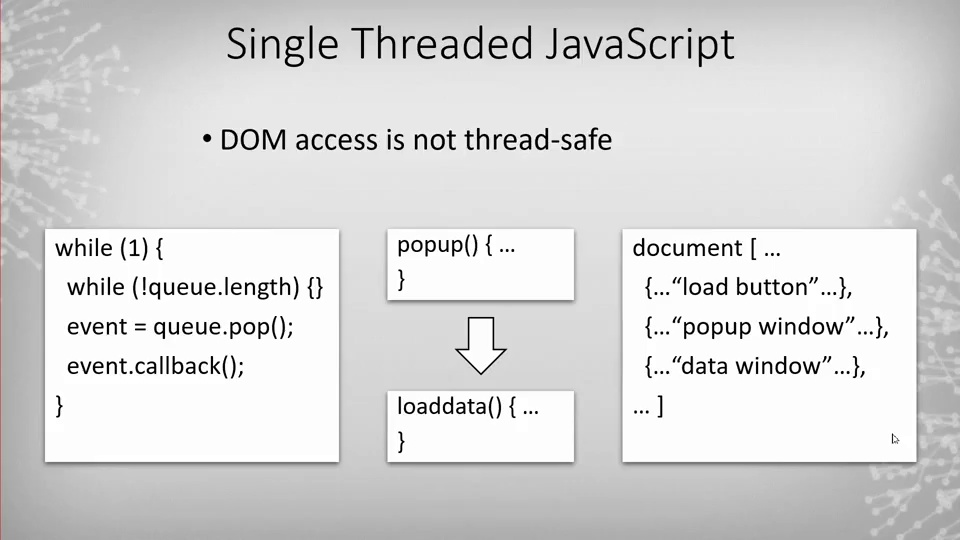 Single Threaded JavaScript
• DOM access is not thread-safe
while (1) {
while (!queue.length) {}
event = queue.pop();
event.callback();
}
popup() { …
}
loaddata() { …
}
document [ …
{…“load button”…},
{…“popup window”…},
{…“data window”…},
… ]